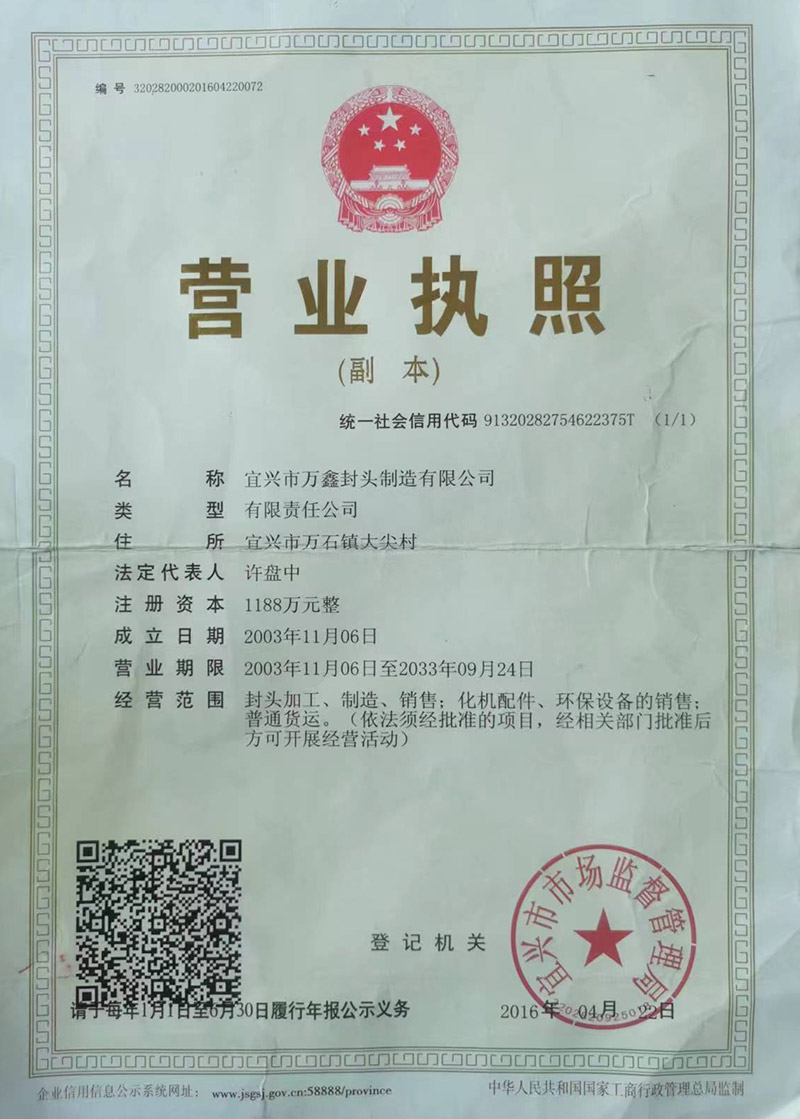 编 号 320282000201604220072
营业执照
(副 本)
统一社会信用代码 91320282754622375T (1/1)
名 称 宜兴市万鑫封头制造有限公司
类 型 有限责任公司
住 所 宜兴市万石镇大尖村
法定代表人 许盘中
注册资本 1188万元整
成立日期 2003年11月06日
营业期限 2003年11月06日至2033年09月24日
经营范围 封头加工、制造、销售；化机配件、环保设备的销售；
普通货运。（依法须经批准的项目，经相关部门批准后
方可开展经营活动）
宜兴市市场监督管理局
登记机关
请于每年1月1日至6月30日履行年报公示义务
2016年 04月 22日
企业信用信息公示系统网址： www.jsgsj.gov.cn:58888/province
中华人民共和国国家工商行政管理总局监制